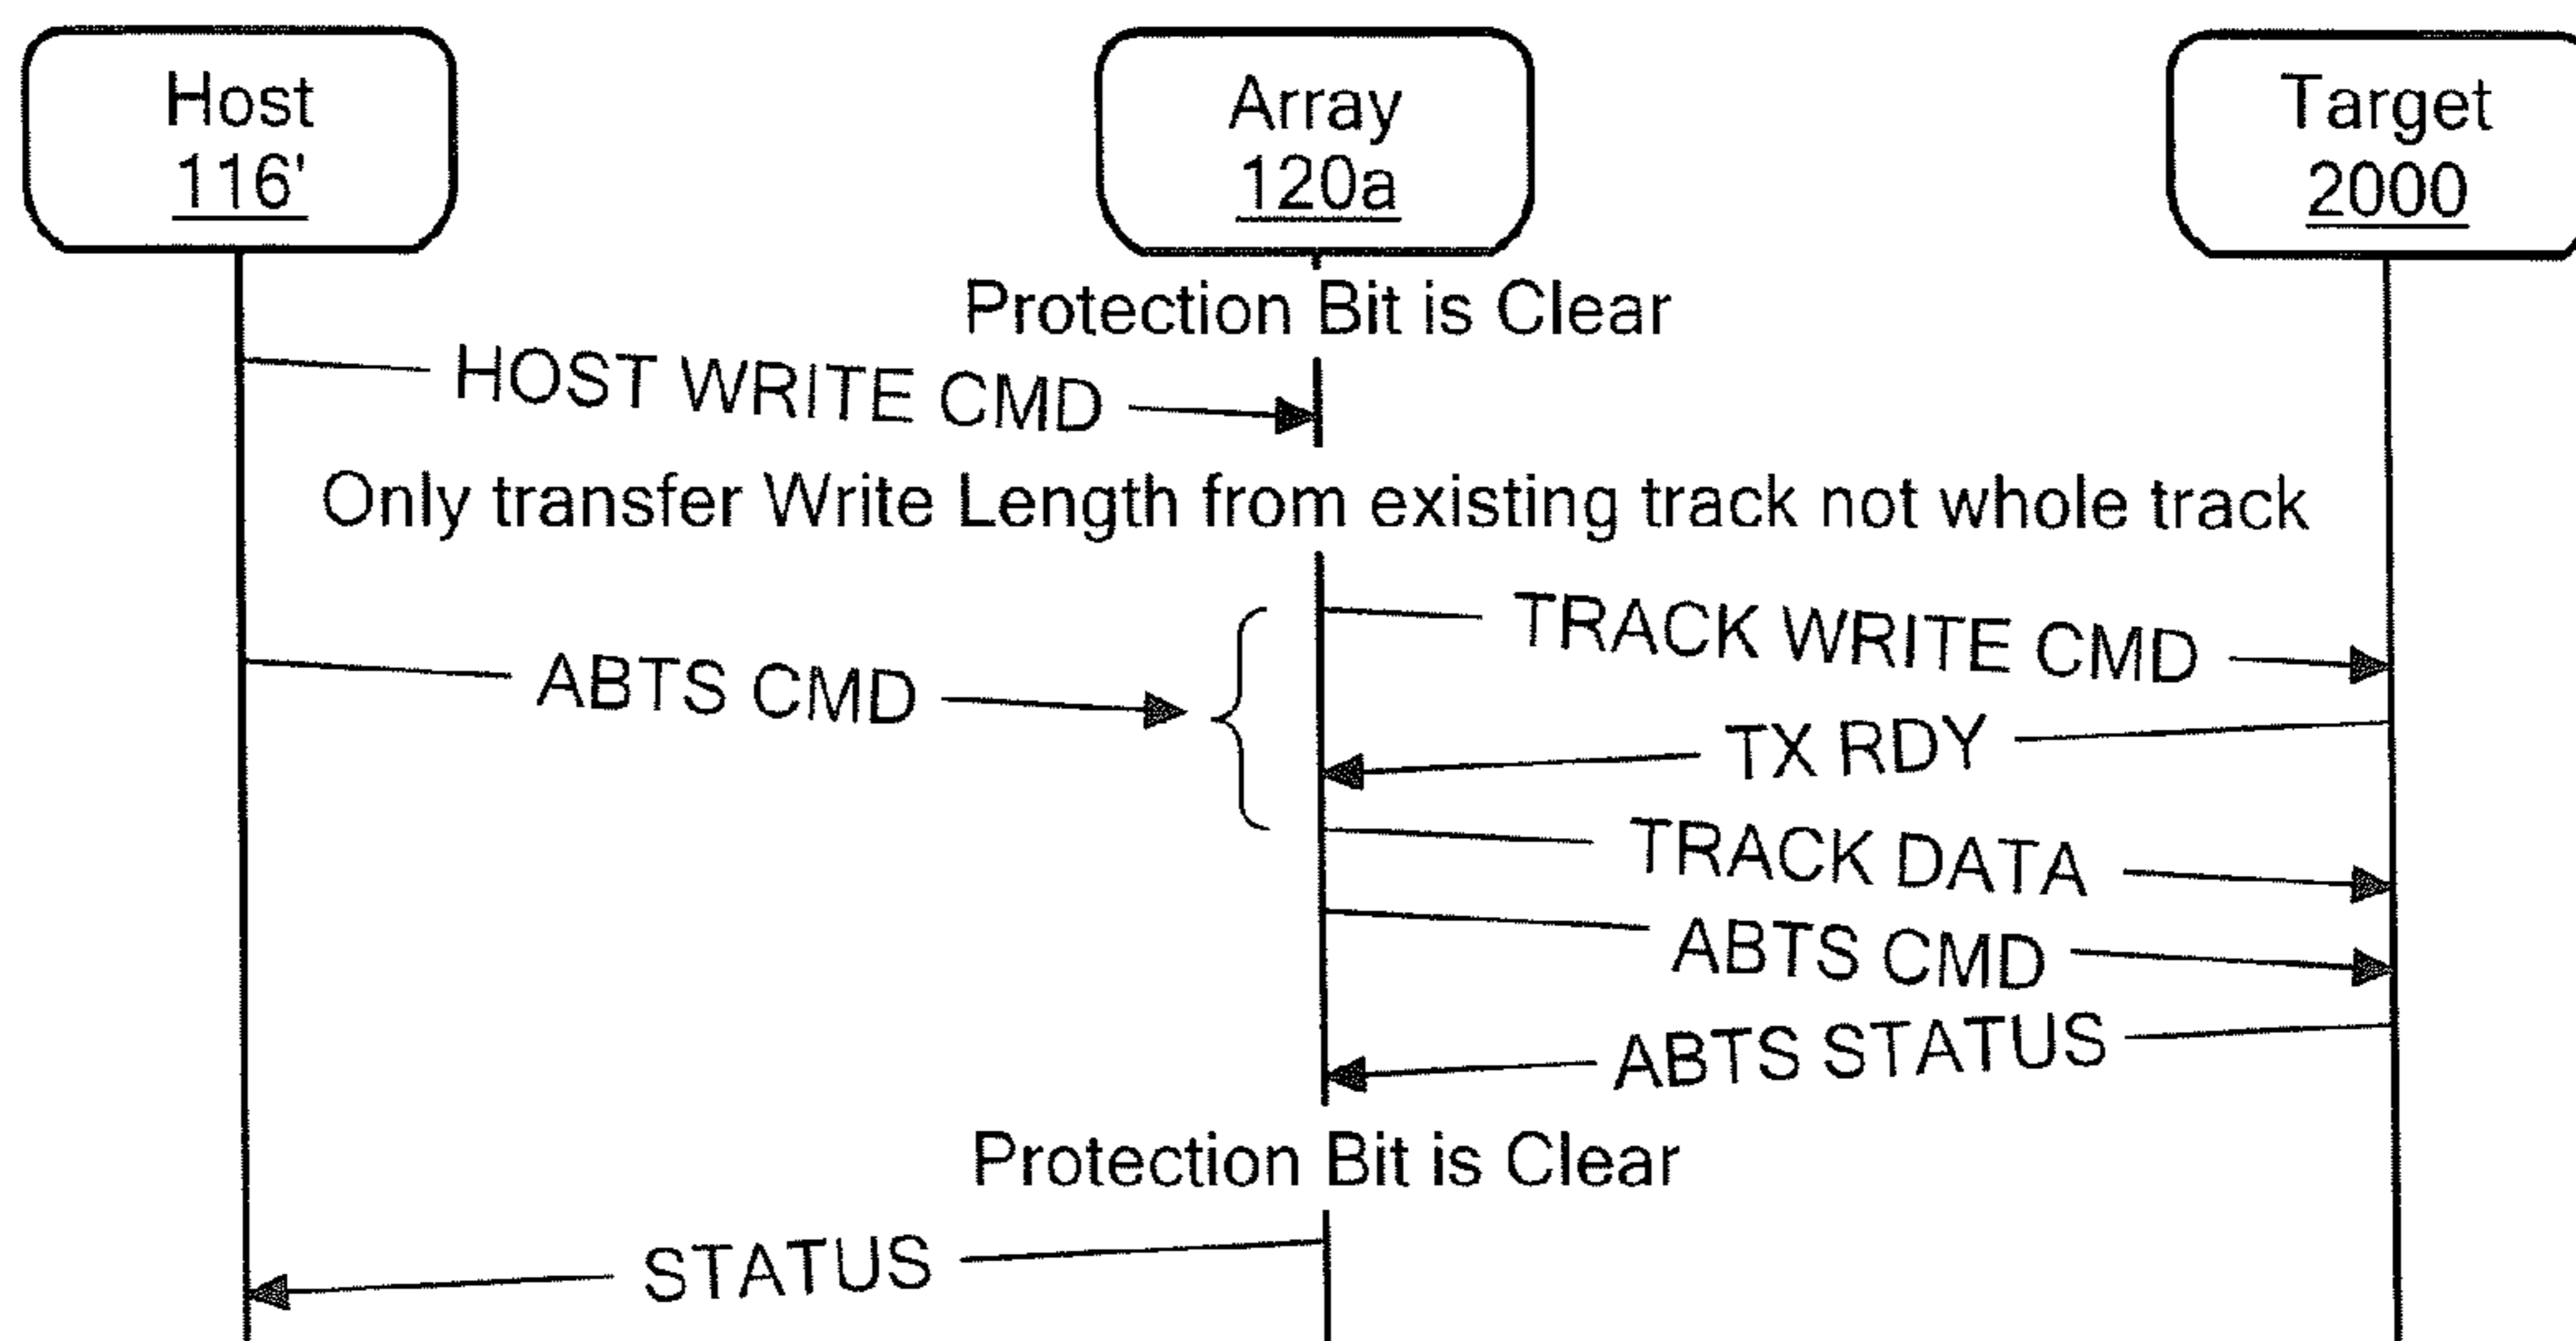 Host
116'
Array
120a
Target
2000
Protection Bit is Clear
HOST WRITE CMD
Only transfer Write Length from existing track not whole track
TRACK WRITE CMD
ABTS CMD
TX RDY
TRACK DATA
ABTS CMD
ABTS STATUS
Protection Bit is Clear
STATUS